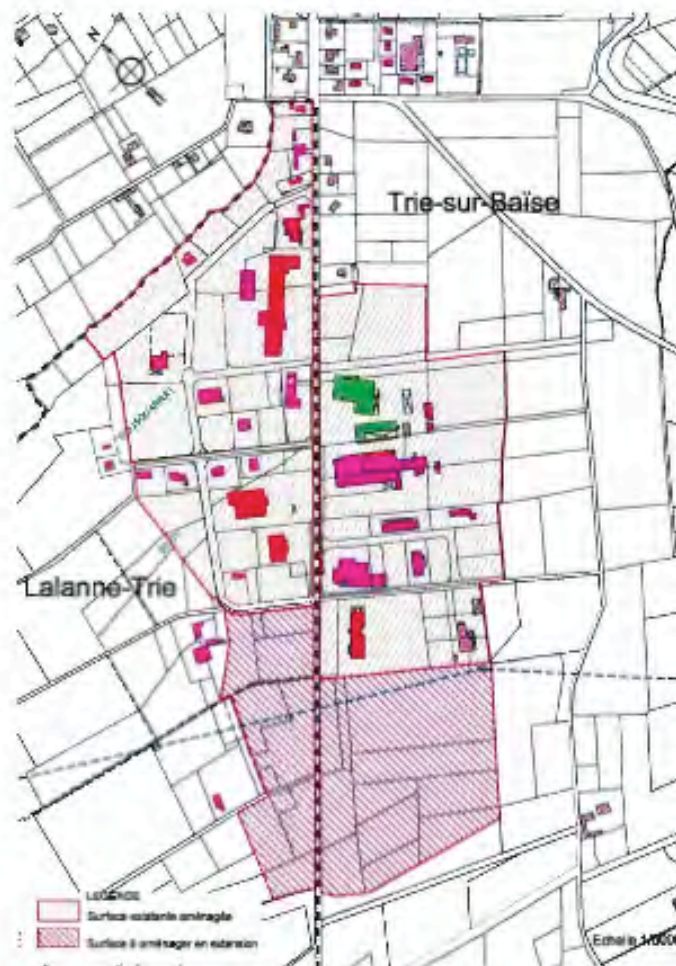 N
Trie-sur-Baïse
Lalanne-Trie
LEGENDE
Surface existante aménagée
Surface à aménager en extension